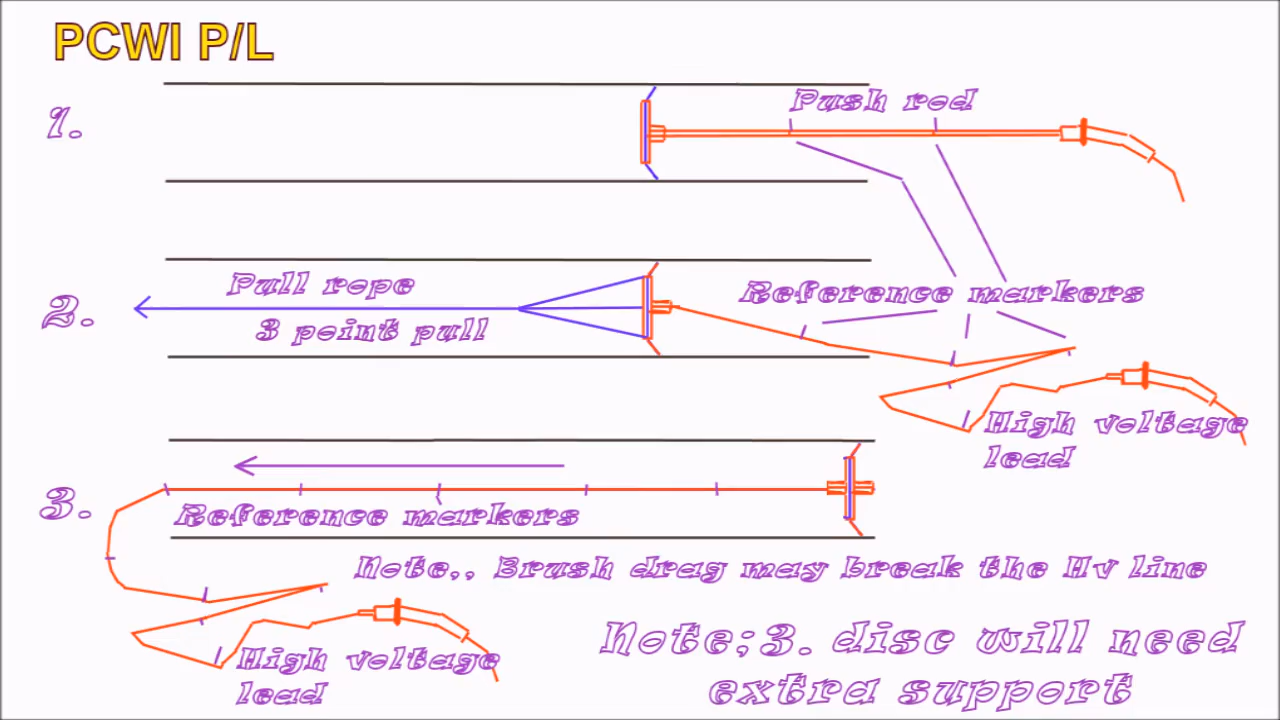 PCWI P/L
1.
Push rod
2.
Pull rope
3 point pull
Reference markers
High voltage
lead
3.
Reference markers
Note,, Brush drag may break the Hv line
Note;3. disc will need
extra support
High voltage
lead